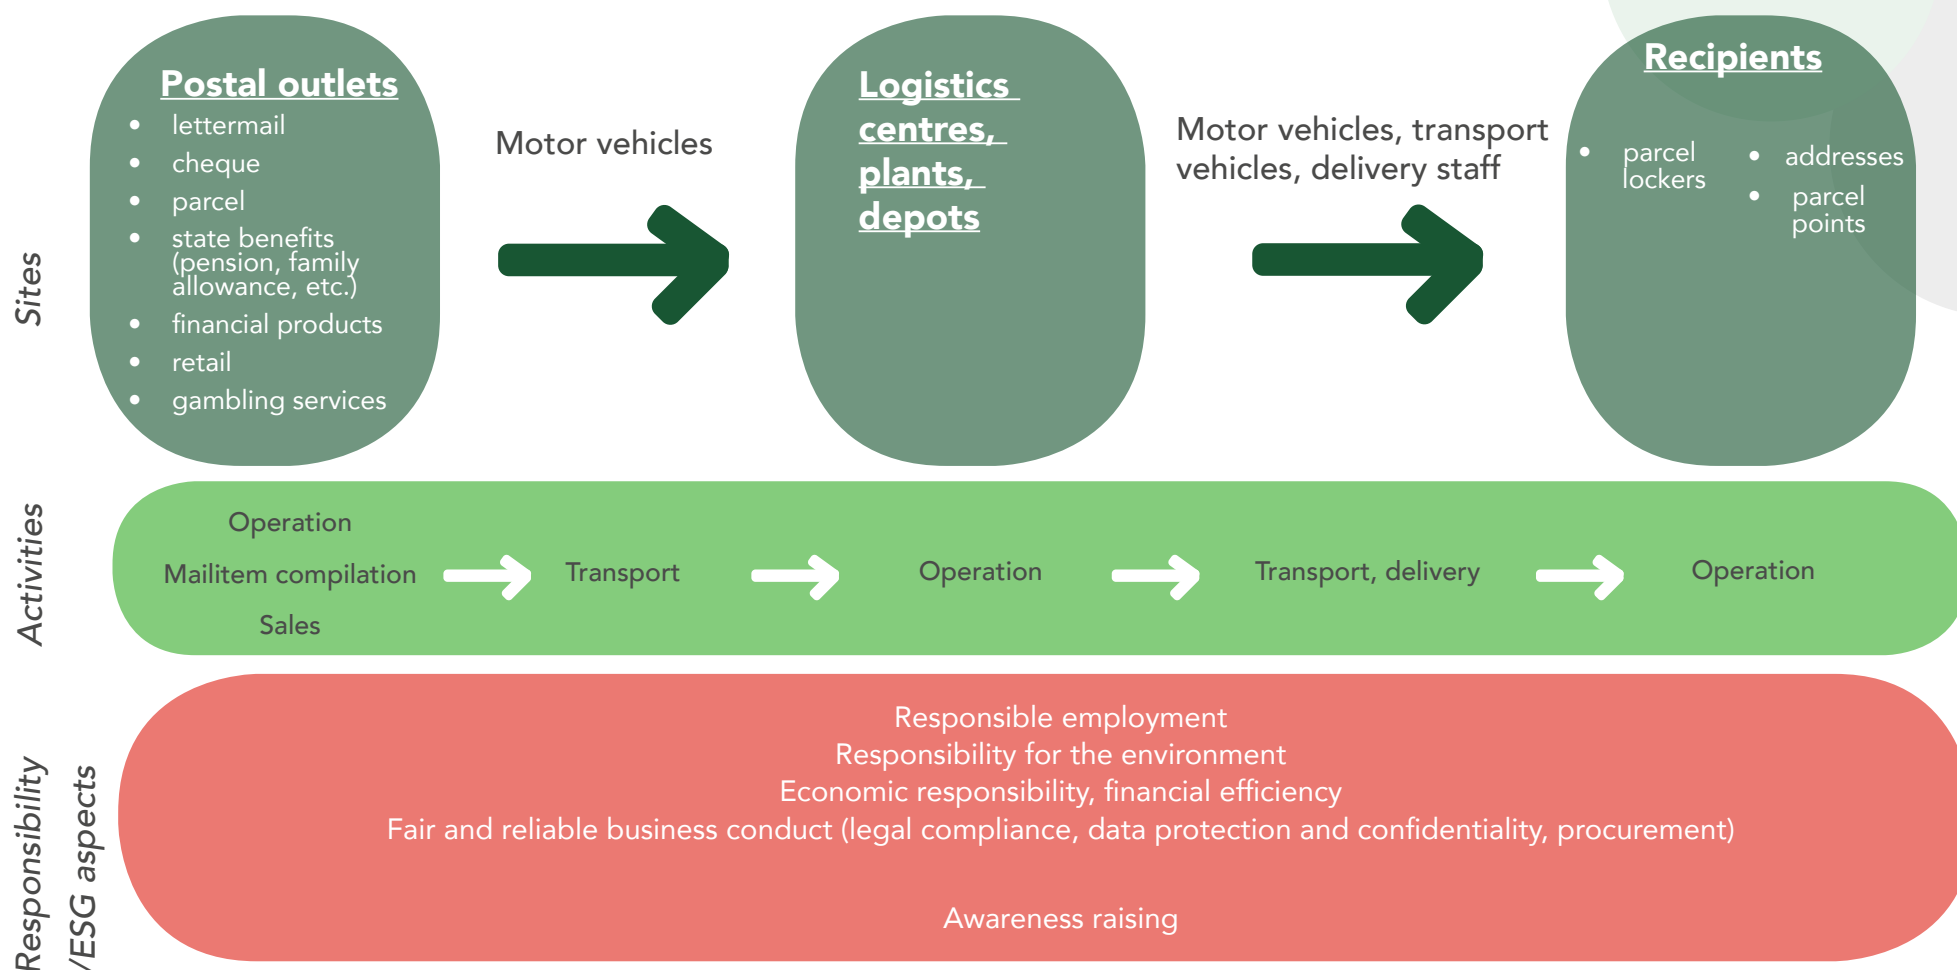 Sites
Postal outlets
• lettermail
• cheque
• parcel
• state benefits
(pension, family
allowance, etc.)
• financial products
• retail
• gambling services
Motor vehicles
Logistics
centres,
plants,
depots
Motor vehicles, transport
vehicles, delivery staff
Recipients
• parcel
lockers
• addresses
• parcel
points
Activities
Operation
Mailitem compilation
Sales
Transport
Operation
Transport, delivery
Operation
Responsibility
/ESG aspects
Responsible employment
Responsibility for the environment
Economic responsibility, financial efficiency
Fair and reliable business conduct (legal compliance, data protection and confidentiality, procurement)
Awareness raising